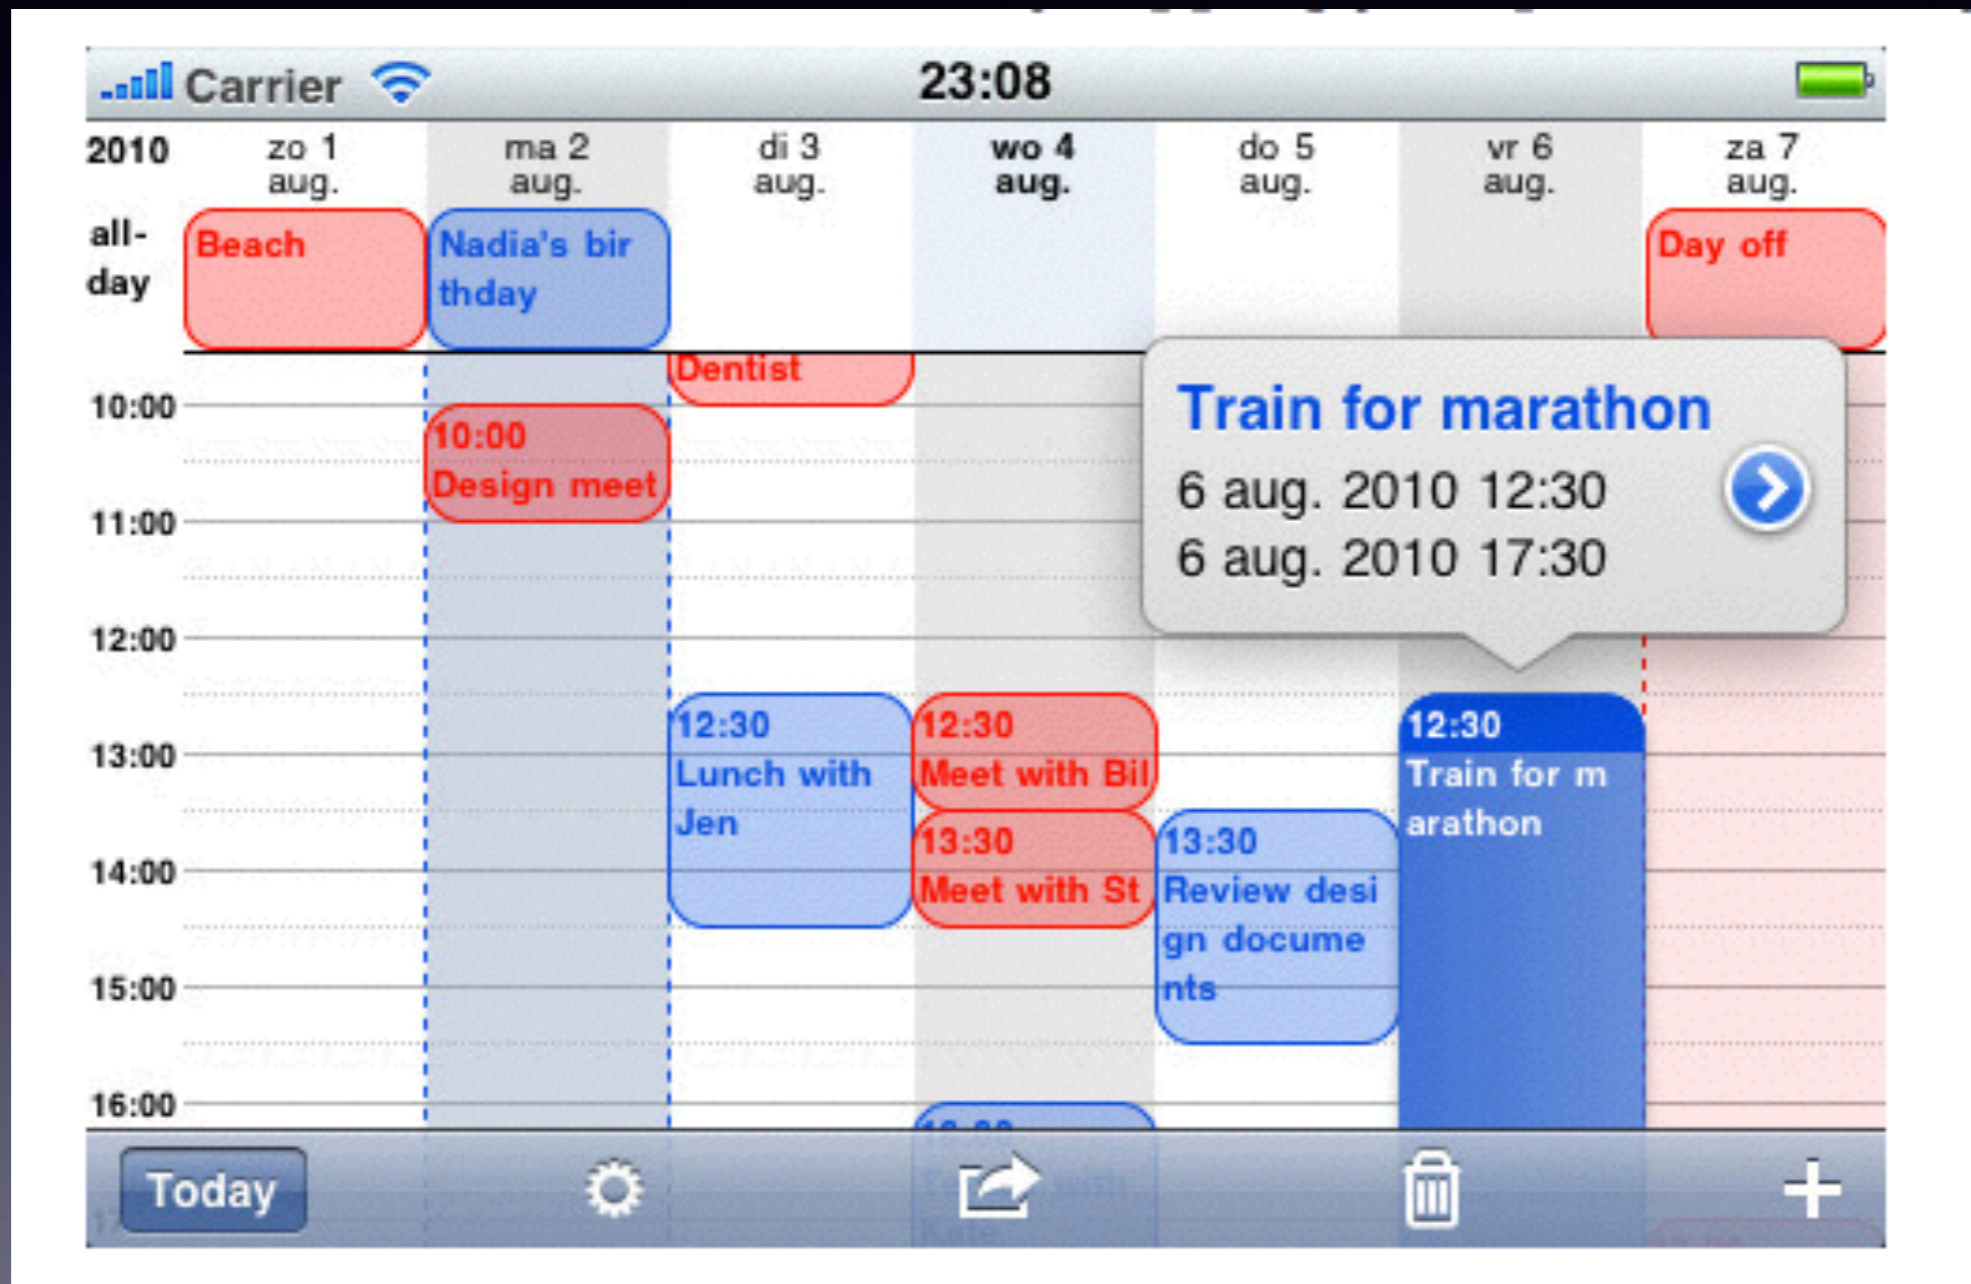 Carrier 23:08
2010 zo 1 ma 2 di 3 wo 4 do 5 vr 6 za 7
aug. aug. aug. aug. aug. aug. aug.
all-
day
Beach
Nadia's bir
thday
Day off
Dentist
10:00
10:00
Design meet
11:00
12:00
13:00
14:00
15:00
16:00
12:30
Lunch with
Jen
12:30
Meet with Bil
13:30
Meet with St
13:30
Review desi
gn docume
nts
Train for marathon
6 aug. 2010 12:30
6 aug. 2010 17:30
12:30
Train for m
arathon
Today